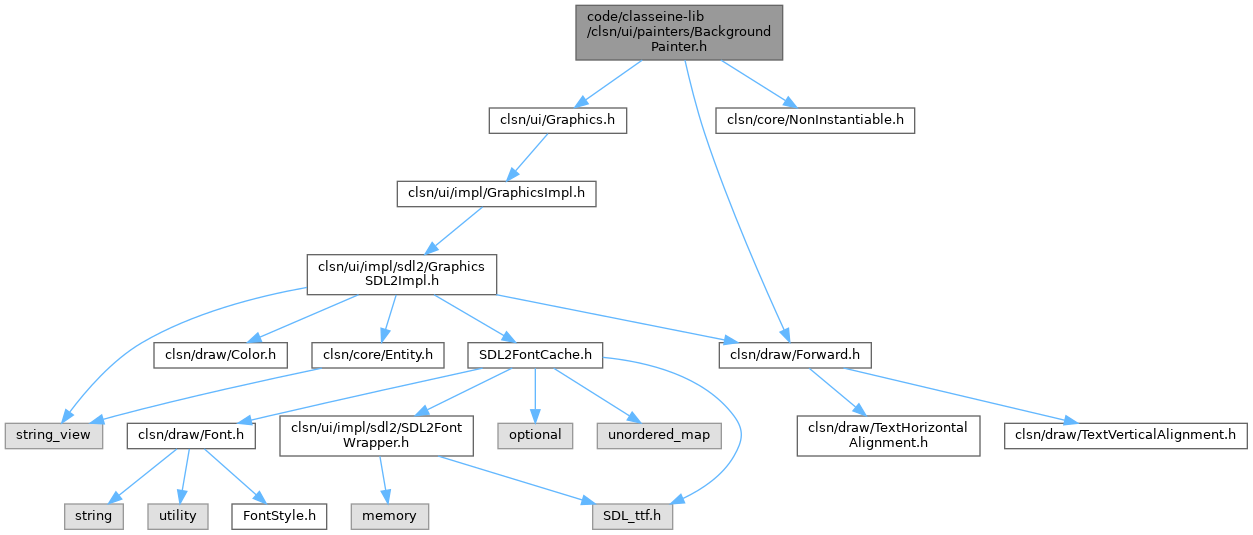 code/classeine-lib
/clsn/ui/painters/Background
Painter.h
clsn/ui/Graphics.h
clsn/core/NonInstantiable.h
clsn/ui/impl/GraphicsImpl.h
clsn/ui/impl/sdl2/Graphics
SDL2Impl.h
clsn/draw/Color.h
clsn/core/Entity.h
SDL2FontCache.h
clsn/draw/Forward.h
string_view
clsn/draw/Font.h
clsn/ui/impl/sdl2/SDL2Font
Wrapper.h
optional
unordered_map
clsn/draw/TextHorizontal
Alignment.h
clsn/draw/TextVerticalAlignment.h
string
utility
FontStyle.h
memory
SDL_ttf.h